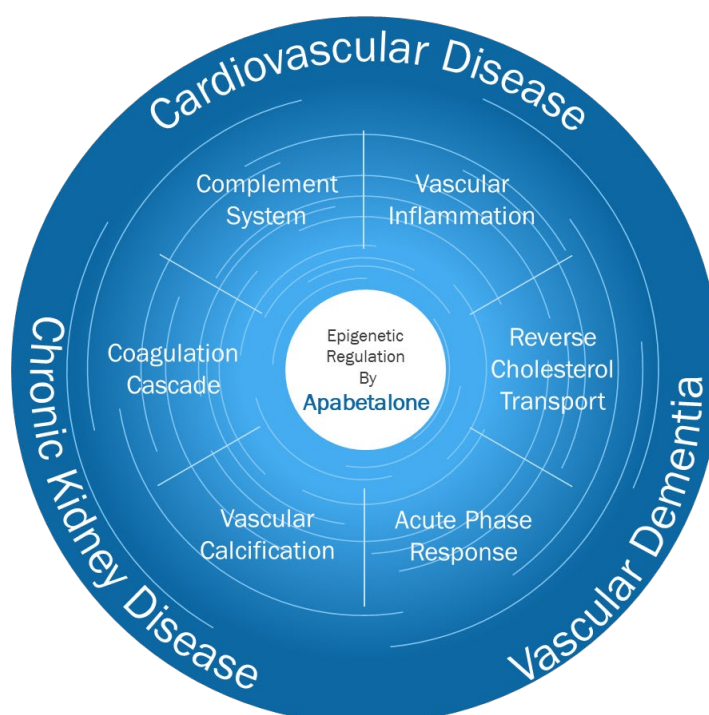 Cardiovascular Disease
Complement
System
Vascular
Inflammation
Coagulation
Cascade
Epigenetic
Regulation
By
Apabetalone
Reverse
Cholesterol
Transport
Vascular
Calcification
Acute Phase
Response
Chronic Kidney Disease
Vascular Dementia